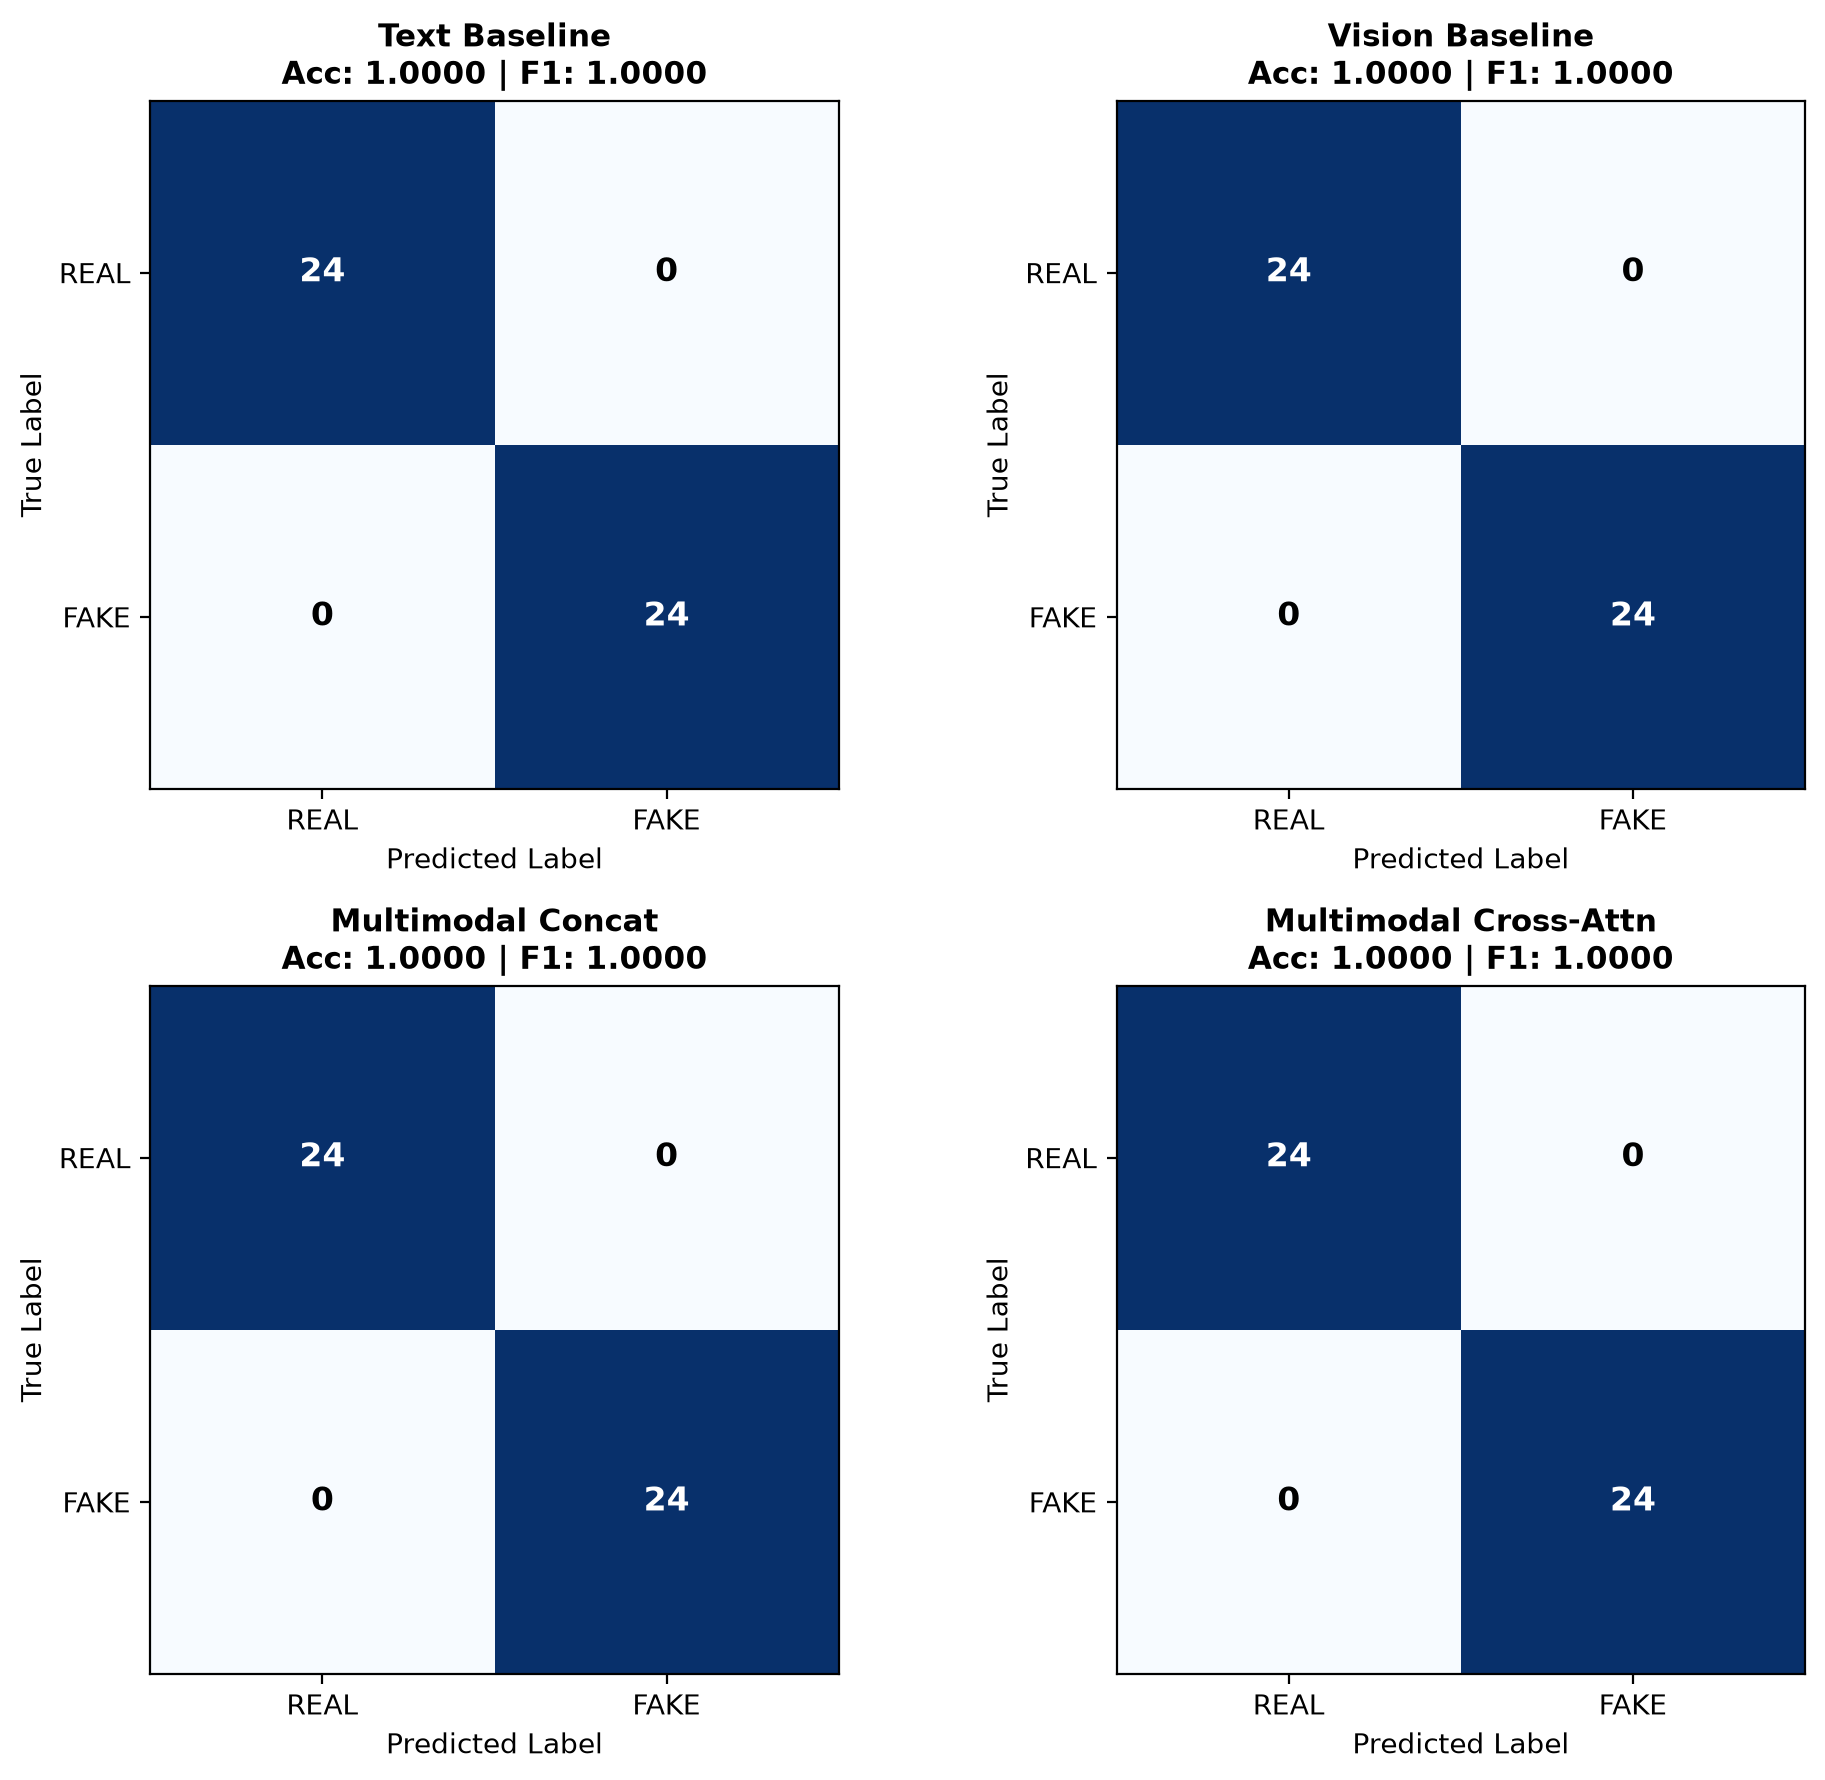 Text Baseline
Acc: 1.0000 | F1: 1.0000
True Label
REAL
24
0
FAKE
0
24
REAL
FAKE
Predicted Label
Vision Baseline
Acc: 1.0000 | F1: 1.0000
True Label
REAL
24
0
FAKE
0
24
REAL
FAKE
Predicted Label
Multimodal Concat
Acc: 1.0000 | F1: 1.0000
True Label
REAL
24
0
FAKE
0
24
REAL
FAKE
Predicted Label
Multimodal Cross-Attn
Acc: 1.0000 | F1: 1.0000
True Label
REAL
24
0
FAKE
0
24
REAL
FAKE
Predicted Label